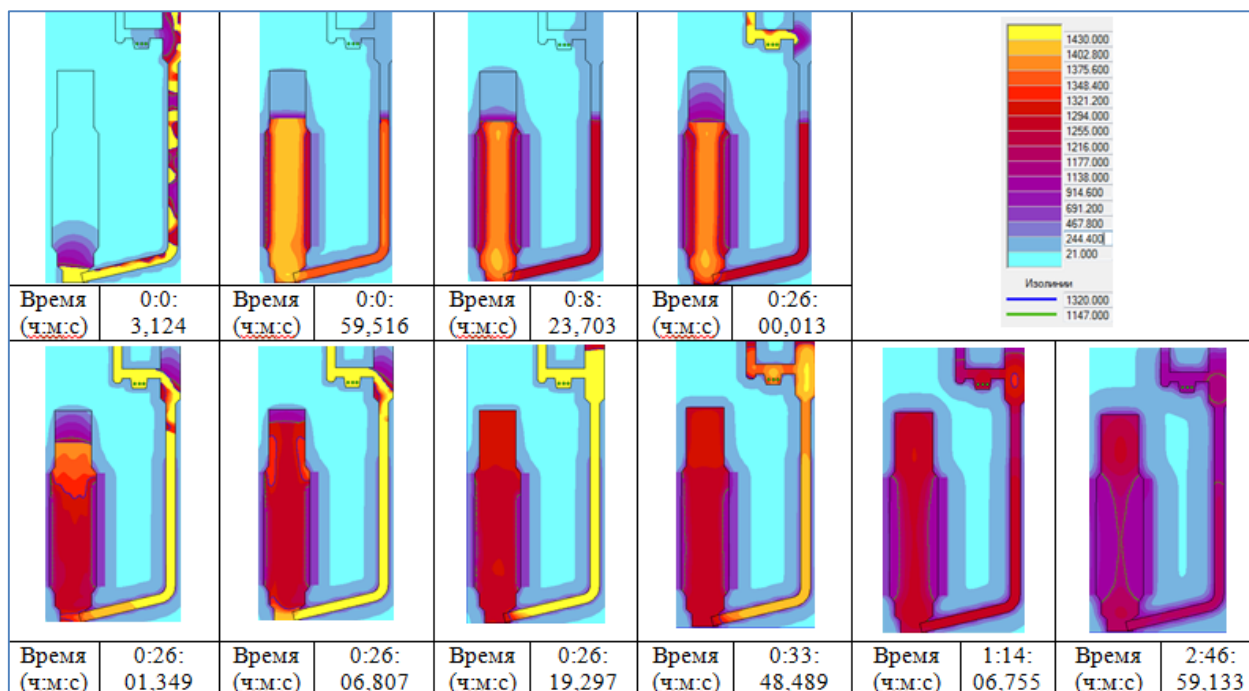 1430.000
1402.800
1375.600
1348.400
1321.200
1294.000
1255.000
1216.000
1177.000
1138.000
914.600
691.200
467.800
244.400
21.000
Изолинии
1320.000
1147.000
Время (ч:м:с) 0:0: 3,124
Время (ч:м:с) 0:0: 59,516
Время (ч:м:с) 0:8: 23,703
Время (ч:м:с) 0:26: 00,013
Время (ч:м:с) 0:26: 01,349
Время (ч:м:с) 0:26: 06,807
Время (ч:м:с) 0:26: 19,297
Время (ч:м:с) 0:33: 48,489
Время (ч:м:с) 1:14: 06,755
Время (ч:м:с) 2:46: 59,133